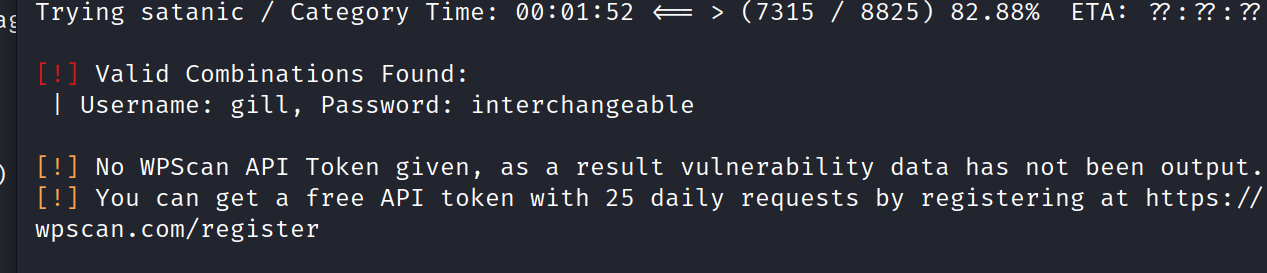 Trying satanic / Category Time: 00:01:52 <== > (7315 / 8825) 82.88%  ETA: ??:??:??
[!] Valid Combinations Found:
 | Username: gill, Password: interchangeable
[!] No WPScan API Token given, as a result vulnerability data has not been output.
[!] You can get a free API token with 25 daily requests by registering at https://
wpscan.com/register